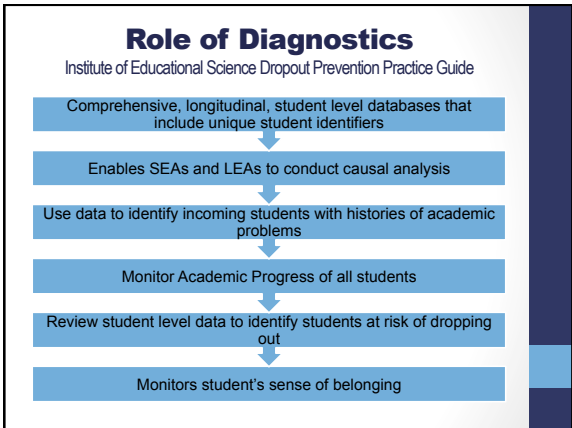 Role of Diagnostics
Institute of Educational Science Dropout Prevention Practice Guide
Comprehensive, longitudinal, student level databases that
include unique student identifiers
Enables SEAs and LEAs to conduct causal analysis
Use data to identify incoming students with histories of academic
problems
Monitor Academic Progress of all students
Review student level data to identify students at risk of dropping
out
Monitors student’s sense of belonging